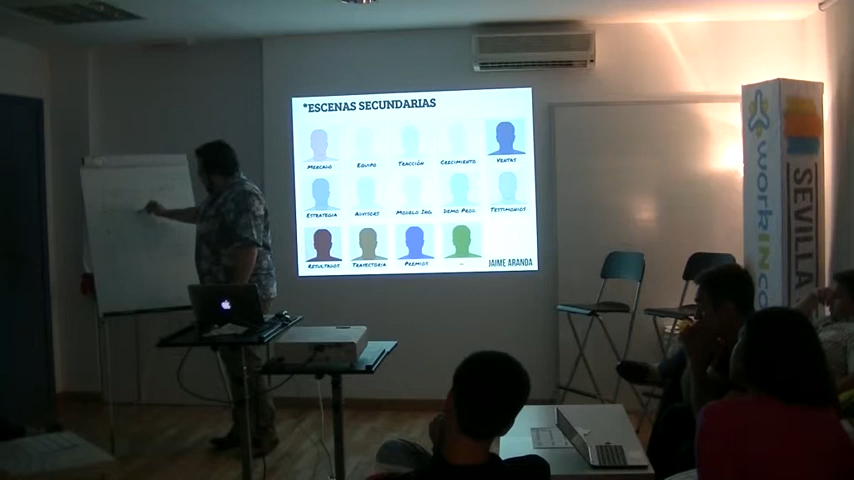 *ESCENAS SECUNDARIAS
MERCADO EQUIPO TRACCIÓN CRECIMIENTO VENTAS
ESTRATEGIA ADVISORS MODELO ING. DEMO PROD. TESTIMONIOS
RESULTADOS TRAYECTORIA PREMIOS ...
JAIME ARANDA
workINco
SEVILLA